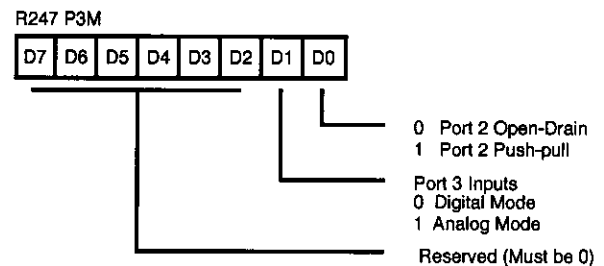 R247 P3M
D7 D6 D5 D4 D3 D2 D1 D0
0 Port 2 Open-Drain
1 Port 2 Push-pull
Port 3 Inputs
0 Digital Mode
1 Analog Mode
Reserved (Must be 0)